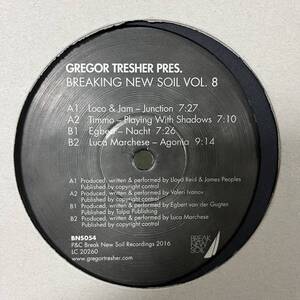 GREGOR TRESHER PRES.
BREAKING NEW SOIL VOL. 8
A1 Loco & Jam – Junction 7:27
A2 Timmo – Playing With Shadows 7:10
B1 Egbert – Nacht 7:26
B2 Luca Marchese – Agoma 9:14
A1 Produced, written & performed by Lloyd Reid & James Peoples
Published by copyright control
A2 Produced, written & performed by Valeri Ivanov
Published by copyright control
B1 Produced, written & performed by Egbert van der Gugten
Published by Talpa Publishing
B2 Produced, written & performed by Luca Marchese
Published by copyright control
BNS054
P&C Break New Soil Recordings 2016
LC 20260
www.gregortresher.com
BREAK
NEW
SOIL